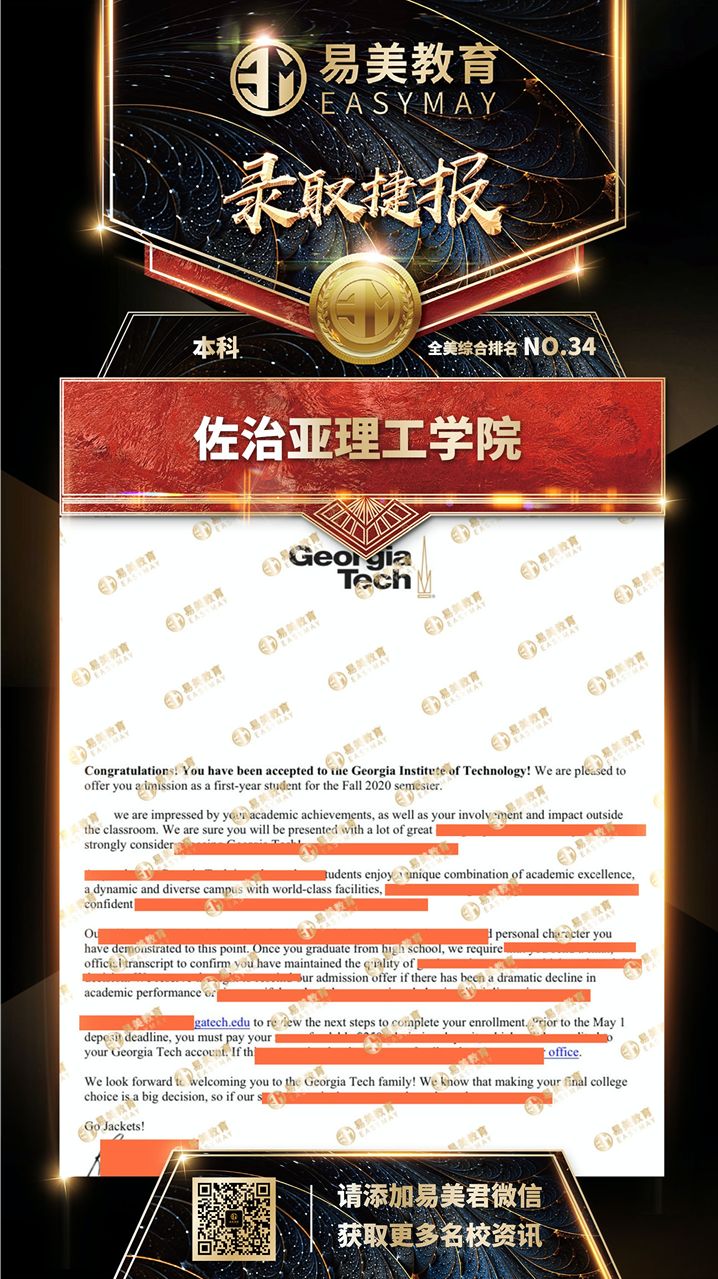 易美教育
EASYMAY
录取捷报
本科
全美综合排名 NO.34
佐治亚理工学院
Georgia
Tech
Congratulations! You have been accepted to the Georgia Institute of Technology! We are pleased to
offer you admission as a first-year student for the Fall 2020 semester.
we are impressed by your academic achievements, as well as your involvement and impact outside
the classroom. We are sure you will be presented with a lot of great
strongly consider
students enjoy unique combination of academic excellence,
a dynamic and diverse campus with world-class facilities,
confident
personal character you
have demonstrated to this point. Once you graduate from high school, we require
official transcript to confirm you have maintained the quality of
our admission offer if there has been a dramatic decline in
academic performance or
gatech.edu to review the next steps to complete your enrollment. Prior to the May 1
deposit deadline, you must pay your
your Georgia Tech account. If
office.
We look forward to welcoming you to the Georgia Tech family! We know that making your final college
choice is a big decision, so if our
Go Jackets!
请添加易美君微信
获取更多名校资讯